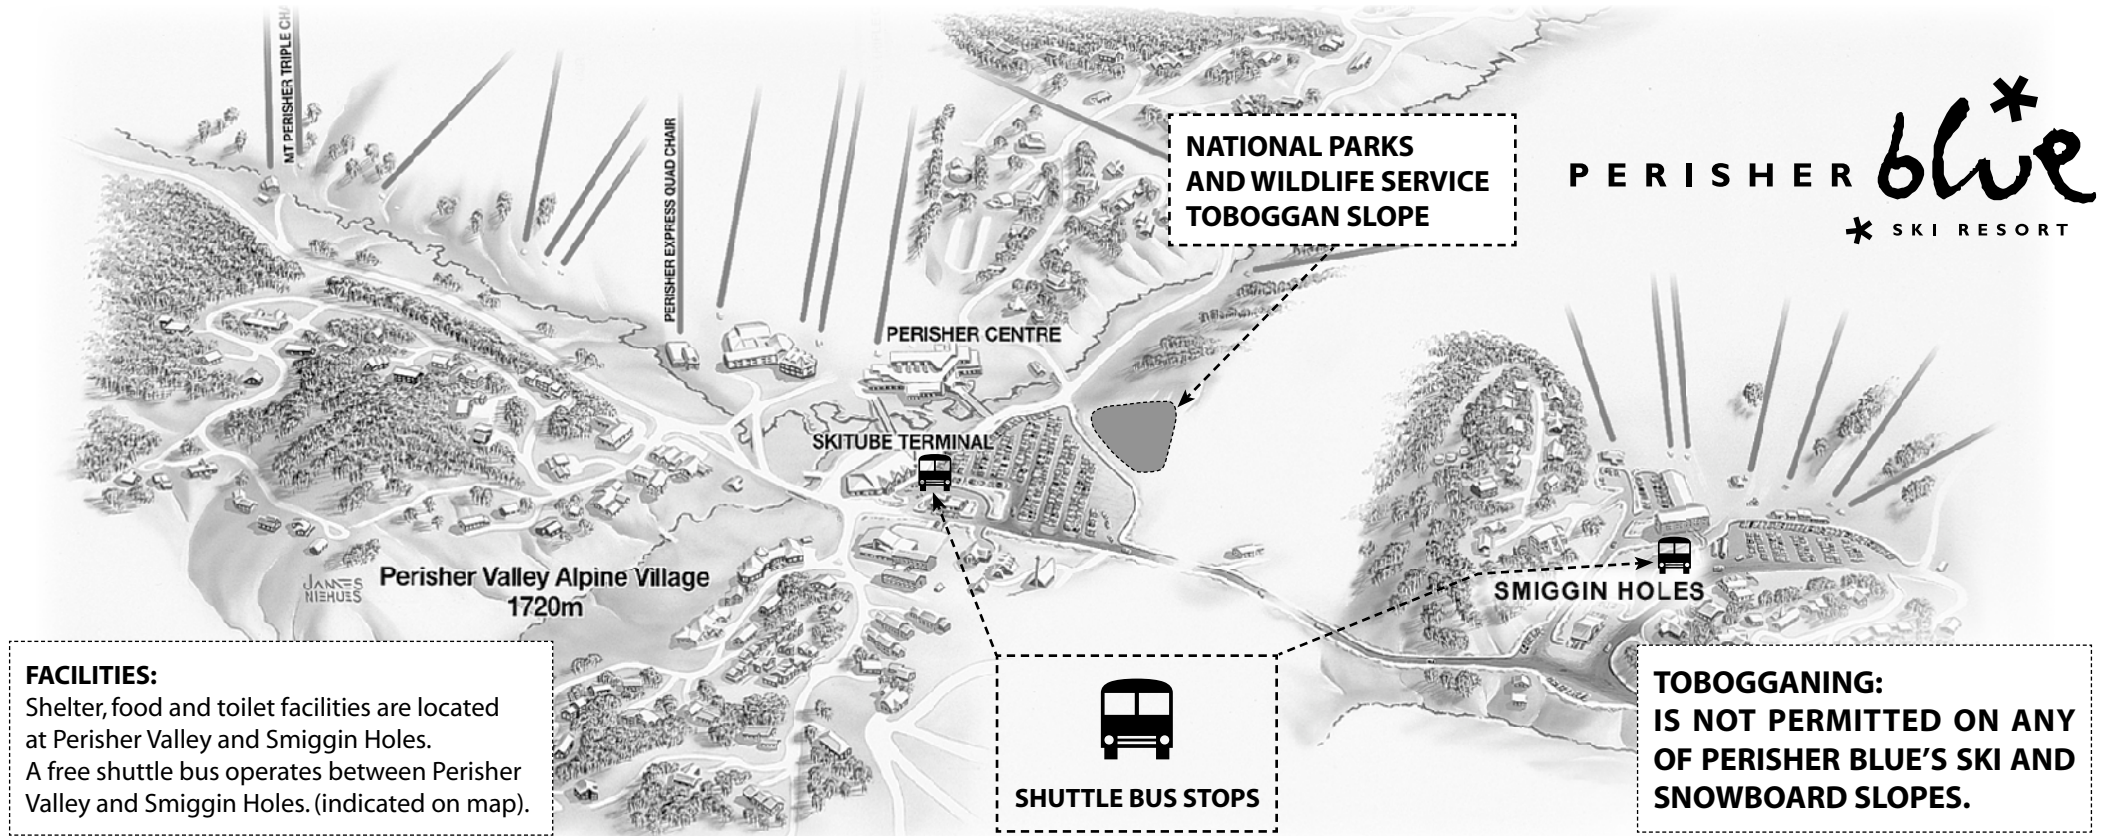 MT PERISHER TRIPLE
PERISHER EXPRESS QUAD CHAIR
NATIONAL PARKS
AND WILDLIFE SERVICE
TOBOGGAN SLOPE
PERISHER blue
SKI RESORT
PERISHER CENTRE
SKITUBE TERMINAL
Perisher Valley Alpine Village
1720m
JAMES
NIEHUES
SMIGGIN HOLES
FACILITIES:
Shelter, food and toilet facilities are located
at Perisher Valley and Smiggin Holes.
A free shuttle bus operates between Perisher
Valley and Smiggin Holes. (indicated on map).
SHUTTLE BUS STOPS
TOBOGGANING:
IS NOT PERMITTED ON ANY
OF PERISHER BLUE'S SKI AND
SNOWBOARD SLOPES.